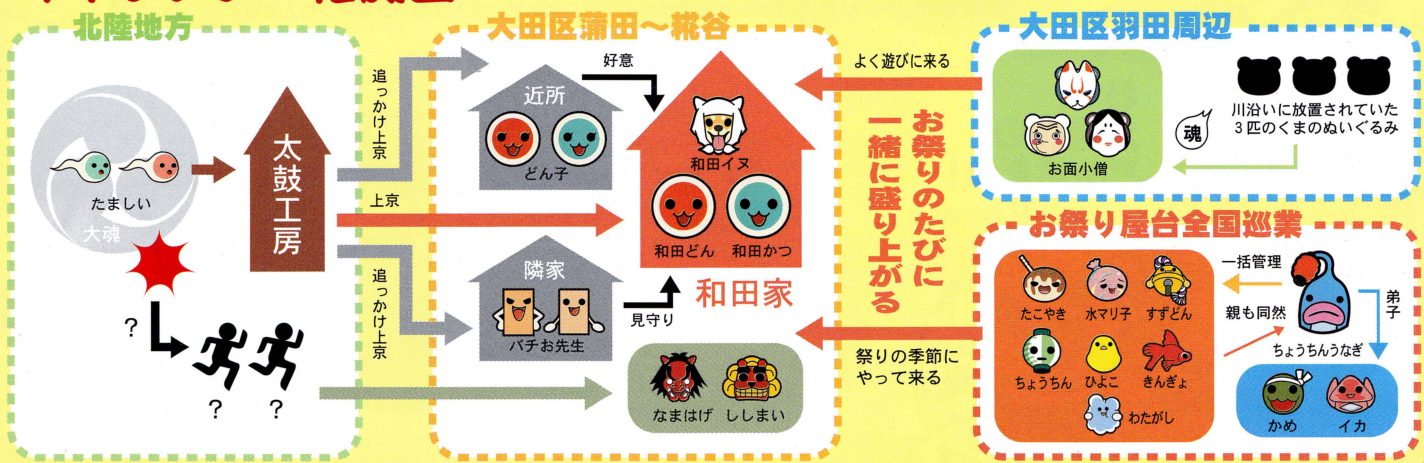 北陸地方
たましい
大魂
太鼓工房
?
?
?
追っかけ上京
上京
追っかけ上京
大田区蒲田〜糀谷
近所
どん子
好意
和田イヌ
和田どん
和田かつ
和田家
隣家
バチお先生
見守り
なまはげ
ししまい
よく遊びに来る
お祭りのたびに
一緒に盛り上がる
祭りの季節に
やって来る
大田区羽田周辺
お面小僧
魂
川沿いに放置されていた
3匹のくまのぬいぐるみ
お祭り屋台全国巡業
たこやき
水マリ子
すずどん
ちょうちん
ひよこ
きんぎょ
わたがし
一括管理
親も同然
ちょうちんうなぎ
弟子
かめ
イカ